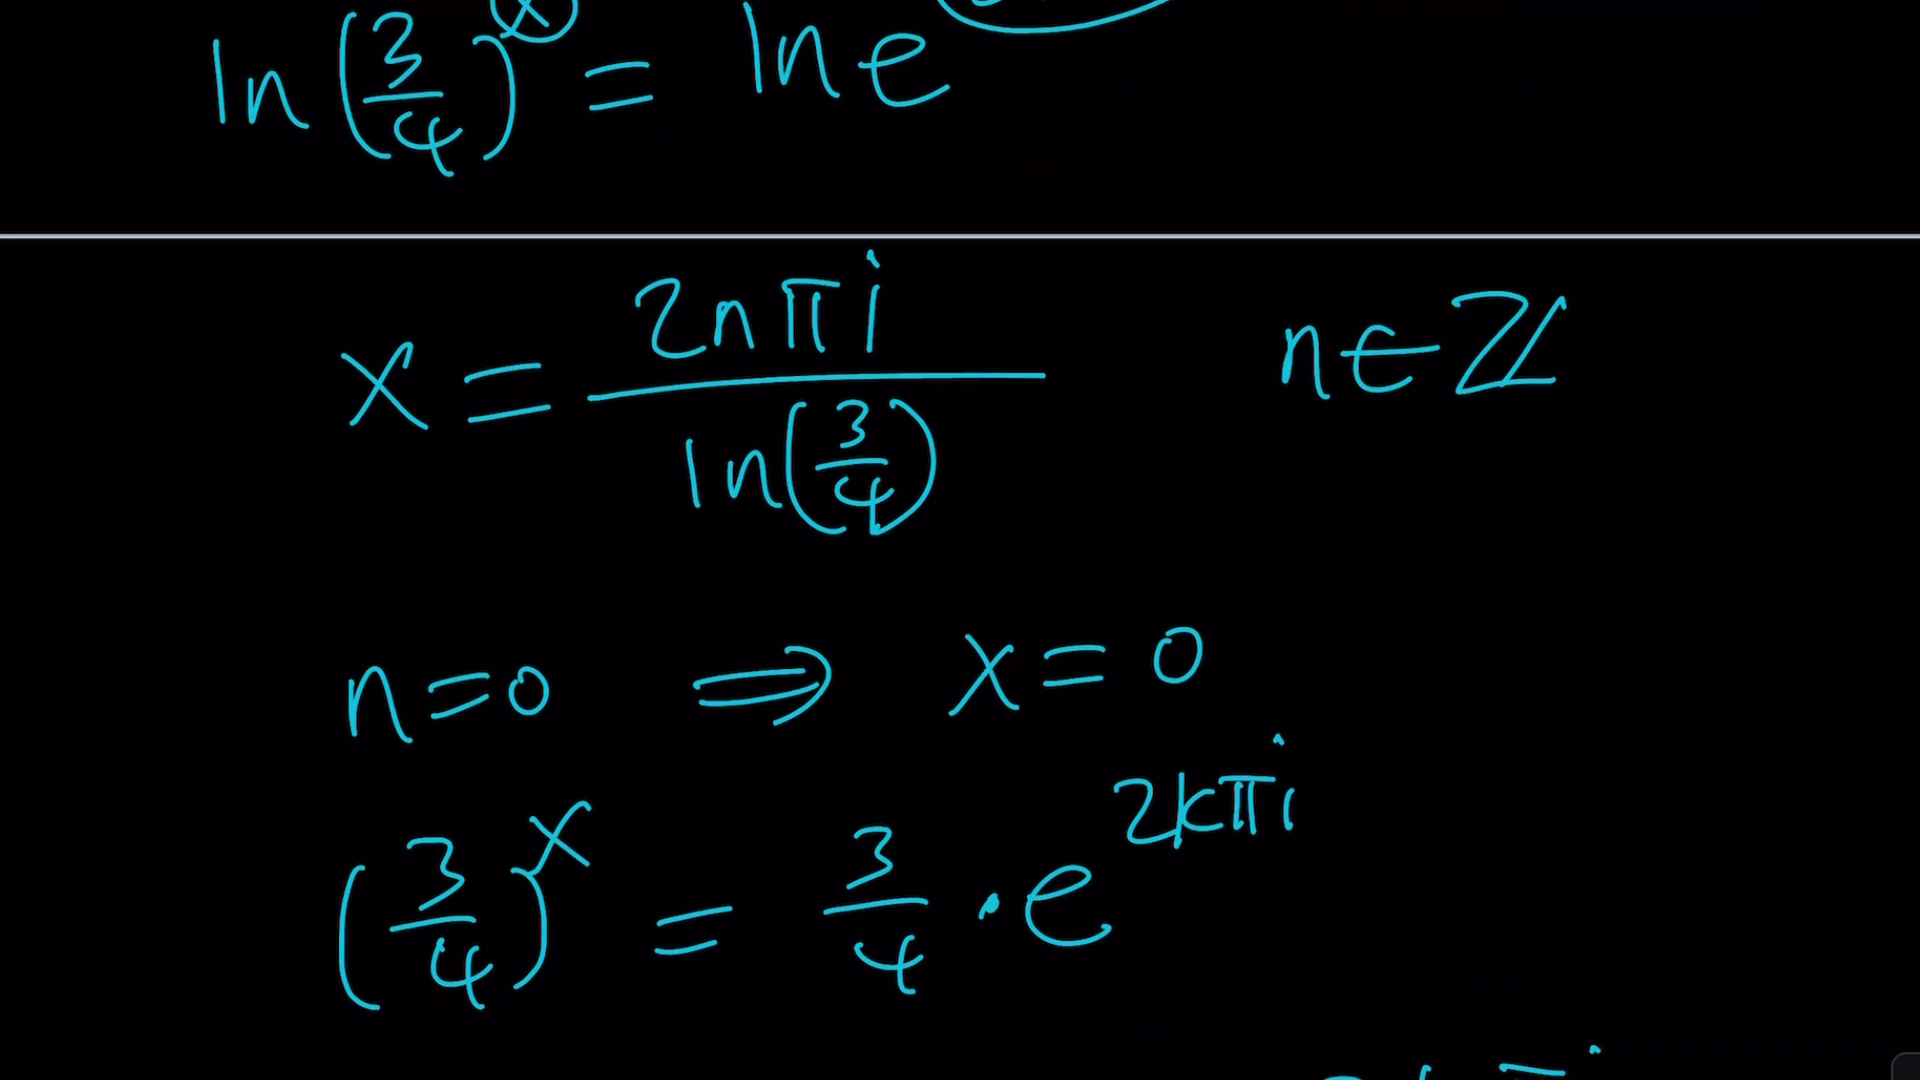 ln(3/4)^x = ln e
x = 2nπi / ln(3/4) n∈ℤ
n=0 ⇒ x=0
(3/4)^x = 3/4 · e^2kπi